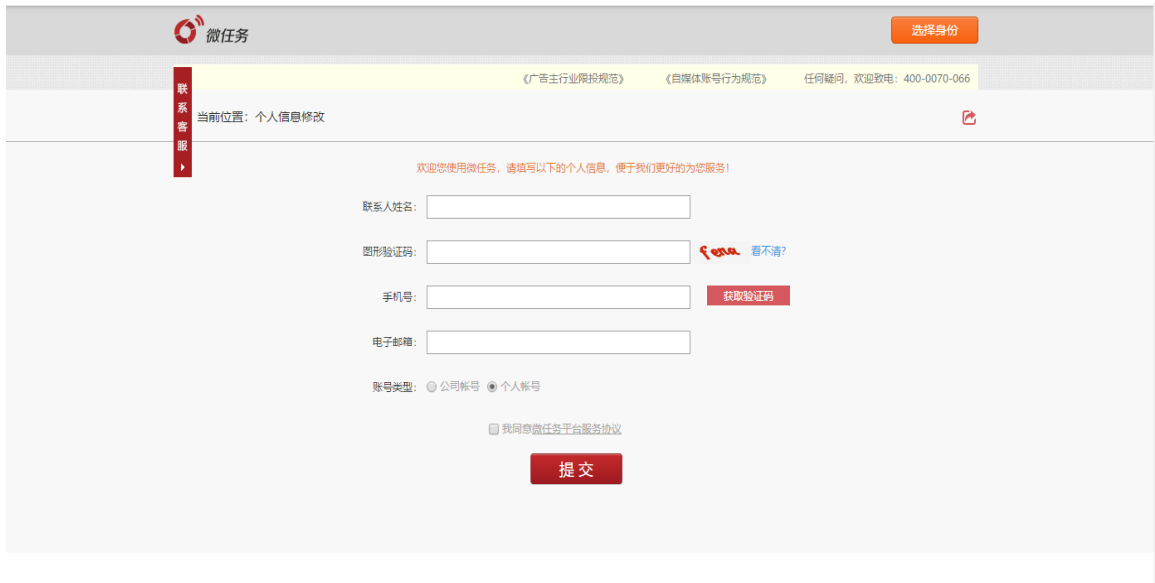 微任务
选择身份
《广告主行业限投规范》 《自媒体账号行为规范》 任何疑问，欢迎致电：400-0070-066
联系客服
当前位置：个人信息修改
欢迎您使用微任务，请填写以下的个人信息，便于我们更好的为您服务！
联系人姓名：
图形验证码： fena 看不清?
手机号： 获取验证码
电子邮箱：
账号类型： 公司帐号 个人帐号
我同意微任务平台服务协议
提交